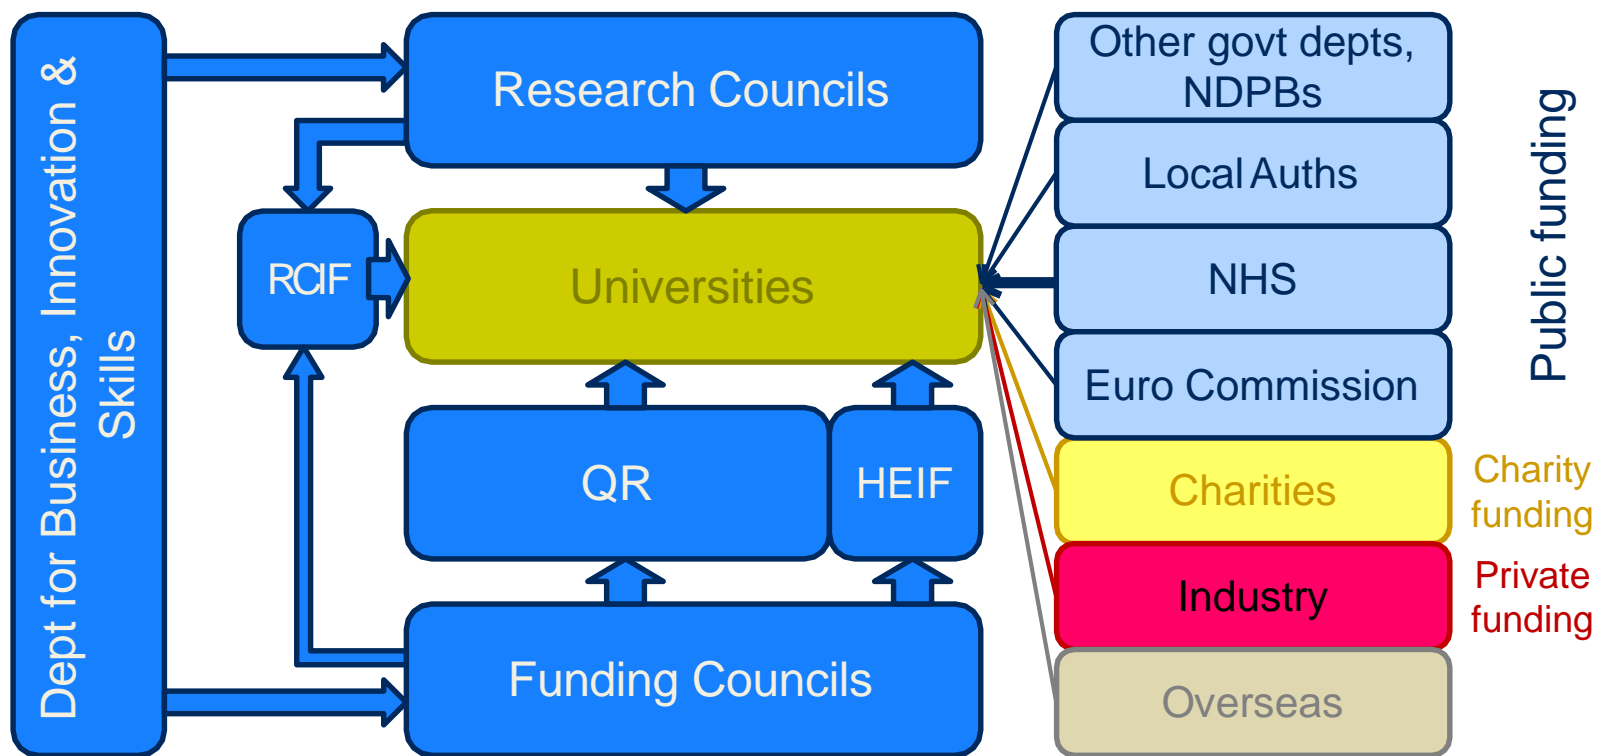 Dept for Business, Innovation &
Skills
Research Councils
RCIF
Universities
QR
HEIF
Funding Councils
Other govt depts,
NDPBs
Local Auths
NHS
Euro Commission
Charities
Industry
Overseas
Public funding
Charity
funding
Private
funding